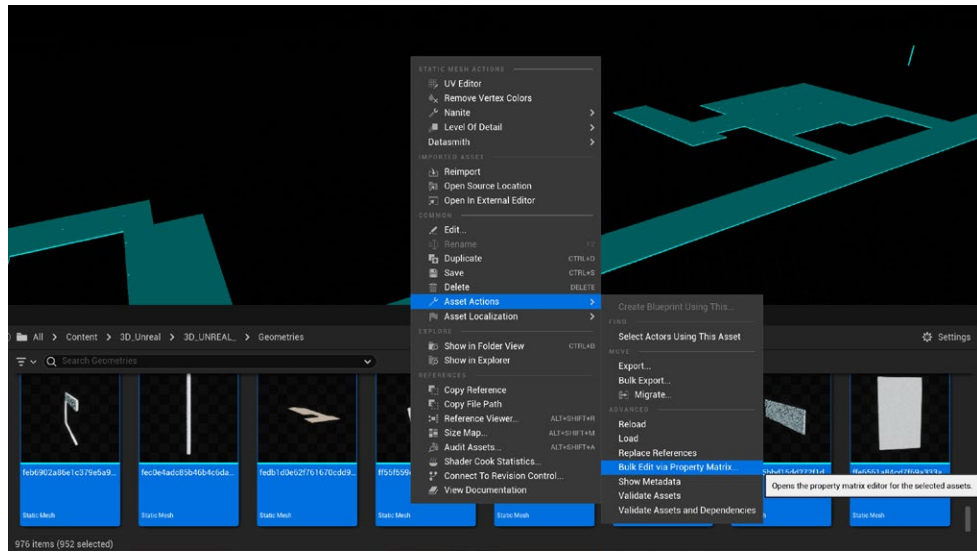 STATIC MESH ACTIONS
UV Editor
Remove Vertex Colors
Nanite
Level Of Detail
Datasmith
IMPORTED ASSET
Reimport
Open Source Location
Open In External Editor
COMMON
Edit...
Rename F2
Duplicate CTRL+D
Save CTRL+S
Delete DELETE
Asset Actions
Asset Localization
EXPLORE
Show in Folder View CTRL+B
Show in Explorer
REFERENCES
Copy Reference
Copy File Path
Reference Viewer... ALT+SHIFT+R
Size Map... ALT+SHIFT+M
Audit Assets... ALT+SHIFT+A
Shader Cook Statistics...
Connect To Revision Control...
View Documentation
Create Blueprint Using This...
FIND
Select Actors Using This Asset
MOVE
Export...
Bulk Export...
Migrate...
ADVANCED
Reload
Load
Replace References
Bulk Edit via Property Matrix...
Show Metadata
Validate Assets
Validate Assets and Dependencies
Opens the property matrix editor for the selected assets.
All > Content > 3D_Unreal > 3D_UNREAL_ > Geometries
Settings
Search Geometries
Static Mesh
Static Mesh
Static Mesh
Static Mesh
Static Mesh
Static Mesh
Static Mesh
976 items (952 selected)